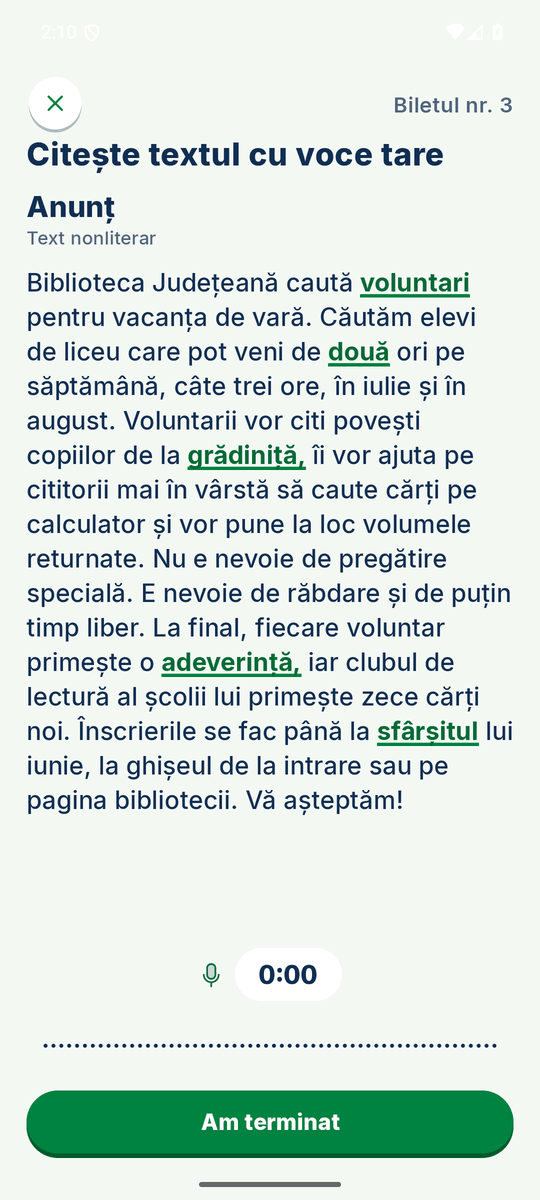 2:10
Biletul nr. 3
Citește textul cu voce tare
Anunț
Text nonliterar
Biblioteca Județeană caută voluntari
pentru vacanța de vară. Căutăm elevi
de liceu care pot veni de două ori pe
săptămână, câte trei ore, în iulie și în
august. Voluntarii vor citi povești
copiilor de la grădiniță, îi vor ajuta pe
cititorii mai în vârstă să caute cărți pe
calculator și vor pune la loc volumele
returnate. Nu e nevoie de pregătire
specială. E nevoie de răbdare și de puțin
timp liber. La final, fiecare voluntar
primește o adeverință, iar clubul de
lectură al școlii lui primește zece cărți
noi. Înscrierile se fac până la sfârșitul lui
iunie, la ghișeul de la intrare sau pe
pagina bibliotecii. Vă așteptăm!
0:00
Am terminat